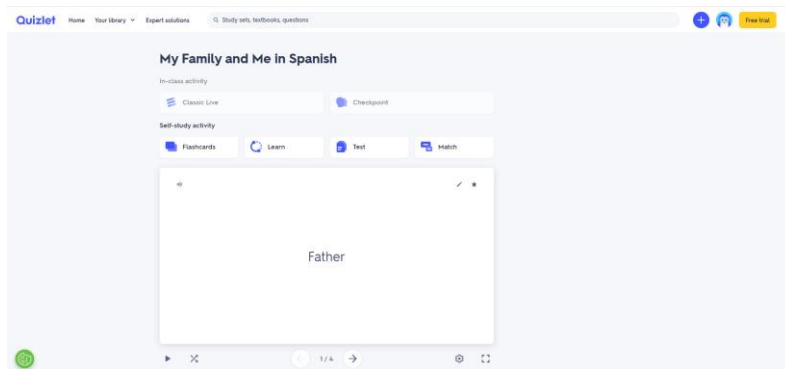 Quizlet Home Your library Expert solutions Study sets, textbooks, questions Free trial
My Family and Me in Spanish
In-class activity
Classic Live Checkpoint
Self-study activity
Flashcards Learn Test Match
Father
1 / 4